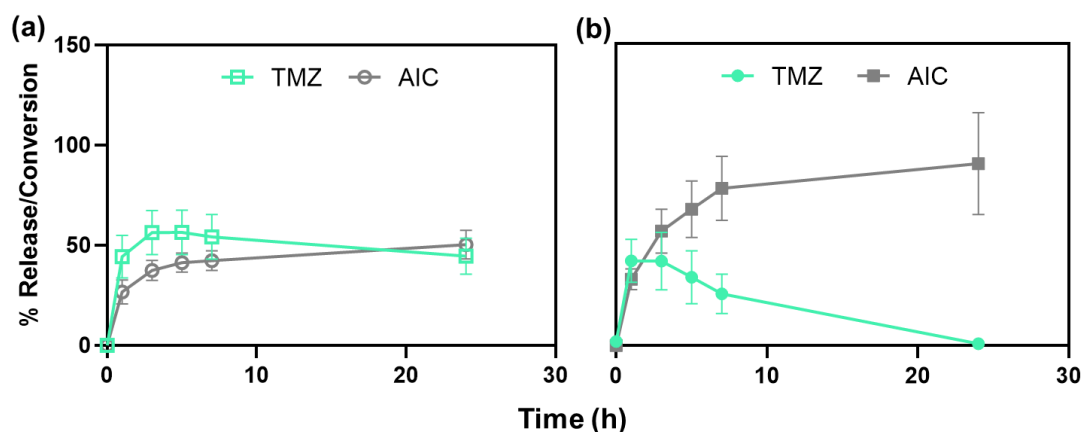 (a)
(b)
150
100
50
0
% Release/Conversion
TMZ AIC
TMZ AIC
0 10 20 30
0 10 20 30
Time (h)